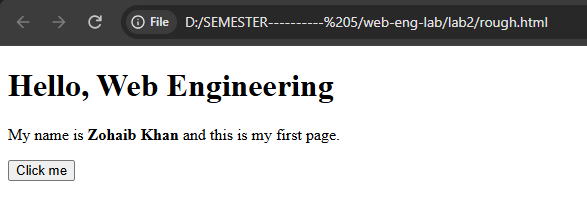 File D:/SEMESTER----------%205/web-eng-lab/lab2/rough.html
Hello, Web Engineering
My name is Zohaib Khan and this is my first page.
Click me